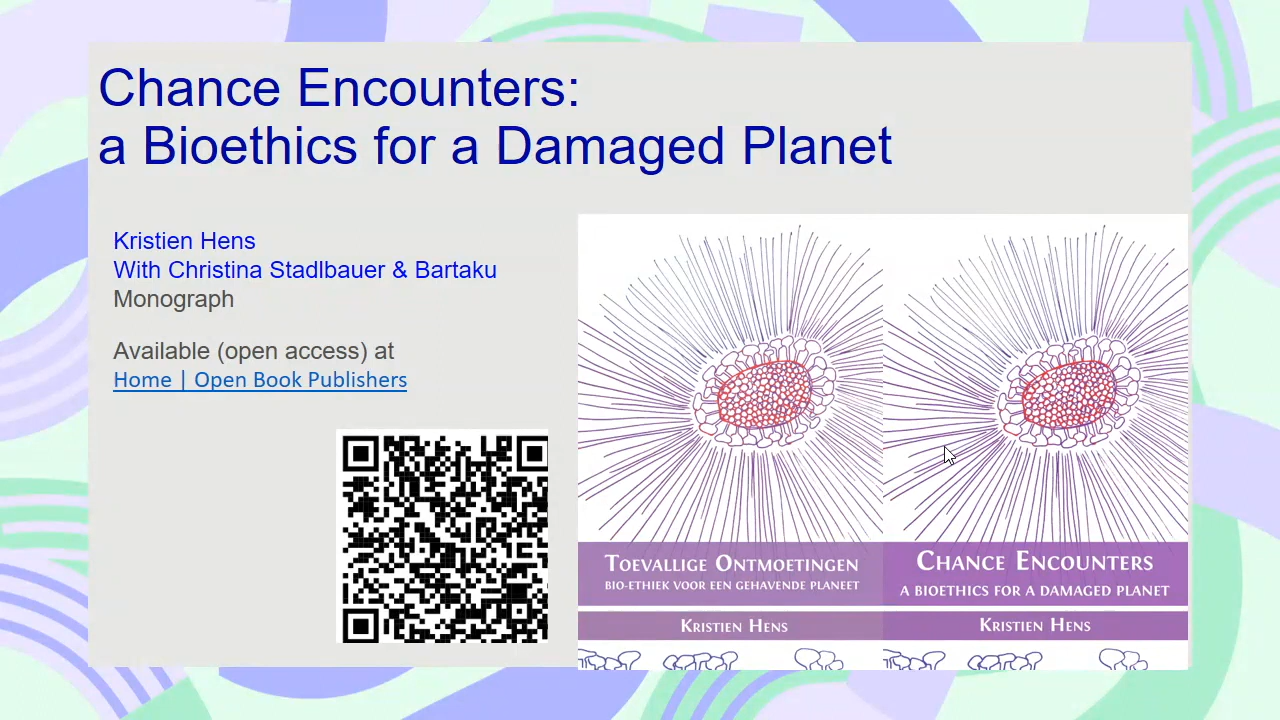 Chance Encounters:
a Bioethics for a Damaged Planet
Kristien Hens
With Christina Stadlbauer & Bartaku
Monograph
Available (open access) at
Home | Open Book Publishers
Toevallige Ontmoetingen
bio-ethiek voor een gehavende planeet
Kristien Hens
Chance Encounters
a bioethics for a damaged planet
Kristien Hens